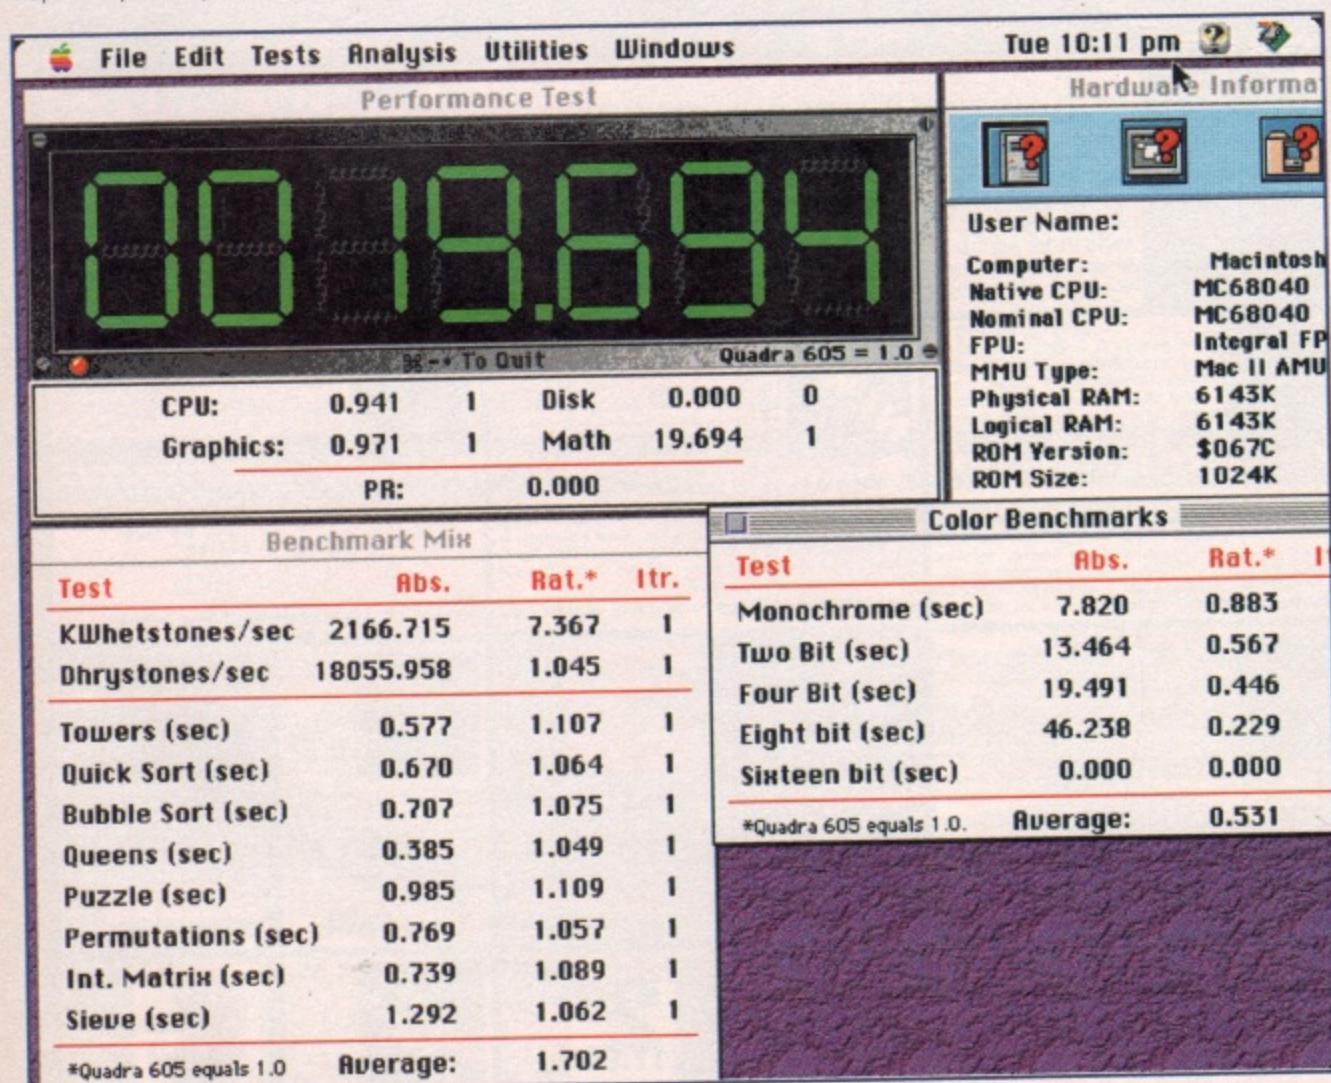 File Edit Tests Analysis Utilities Windows Tue 10:11 pm
Performance Test
0019.694
⌘-. To Quit Quadra 605 = 1.0
CPU: 0.941 1 Disk 0.000 0
Graphics: 0.971 1 Math 19.694 1
PR: 0.000
Hardware Informa
User Name:
Computer: Macintosh
Native CPU: MC68040
Nominal CPU: MC68040
FPU: Integral FP
MMU Type: Mac II AMU
Physical RAM: 6143K
Logical RAM: 6143K
ROM Version: $067C
ROM Size: 1024K
Benchmark Mix
Test Abs. Rat.* Itr.
KWhetstones/sec 2166.715 7.367 1
Dhrystones/sec 18055.958 1.045 1
Towers (sec) 0.577 1.107 1
Quick Sort (sec) 0.670 1.064 1
Bubble Sort (sec) 0.707 1.075 1
Queens (sec) 0.385 1.049 1
Puzzle (sec) 0.985 1.109 1
Permutations (sec) 0.769 1.057 1
Int. Matrix (sec) 0.739 1.089 1
Sieve (sec) 1.292 1.062 1
*Quadra 605 equals 1.0 Average: 1.702
Color Benchmarks
Test Abs. Rat.* It
Monochrome (sec) 7.820 0.883
Two Bit (sec) 13.464 0.567
Four Bit (sec) 19.491 0.446
Eight bit (sec) 46.238 0.229
Sixteen bit (sec) 0.000 0.000
*Quadra 605 equals 1.0. Average: 0.531